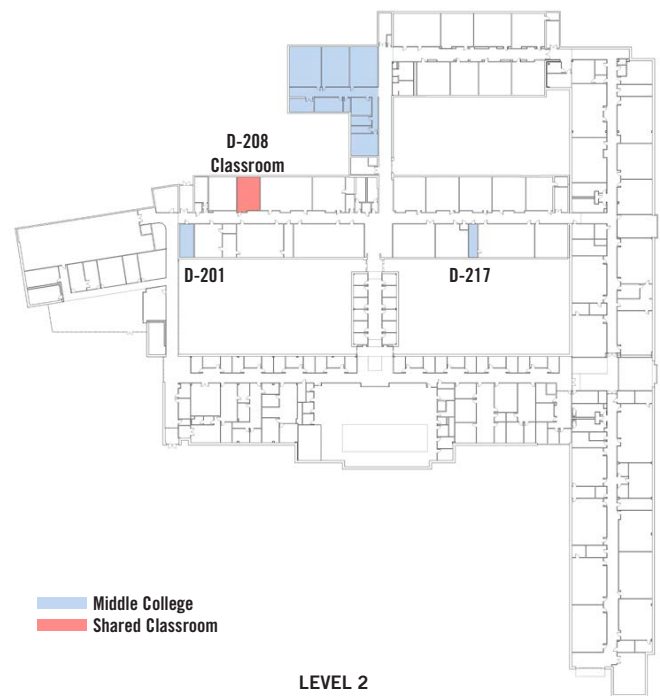 D-208
Classroom
D-201
D-217
Middle College
Shared Classroom
LEVEL 2